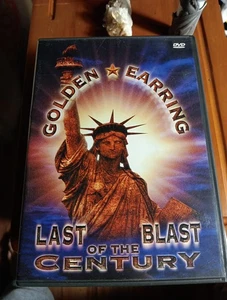 DVD
GOLDEN ★ EARRING
LAST BLAST
OF THE
CENTURY